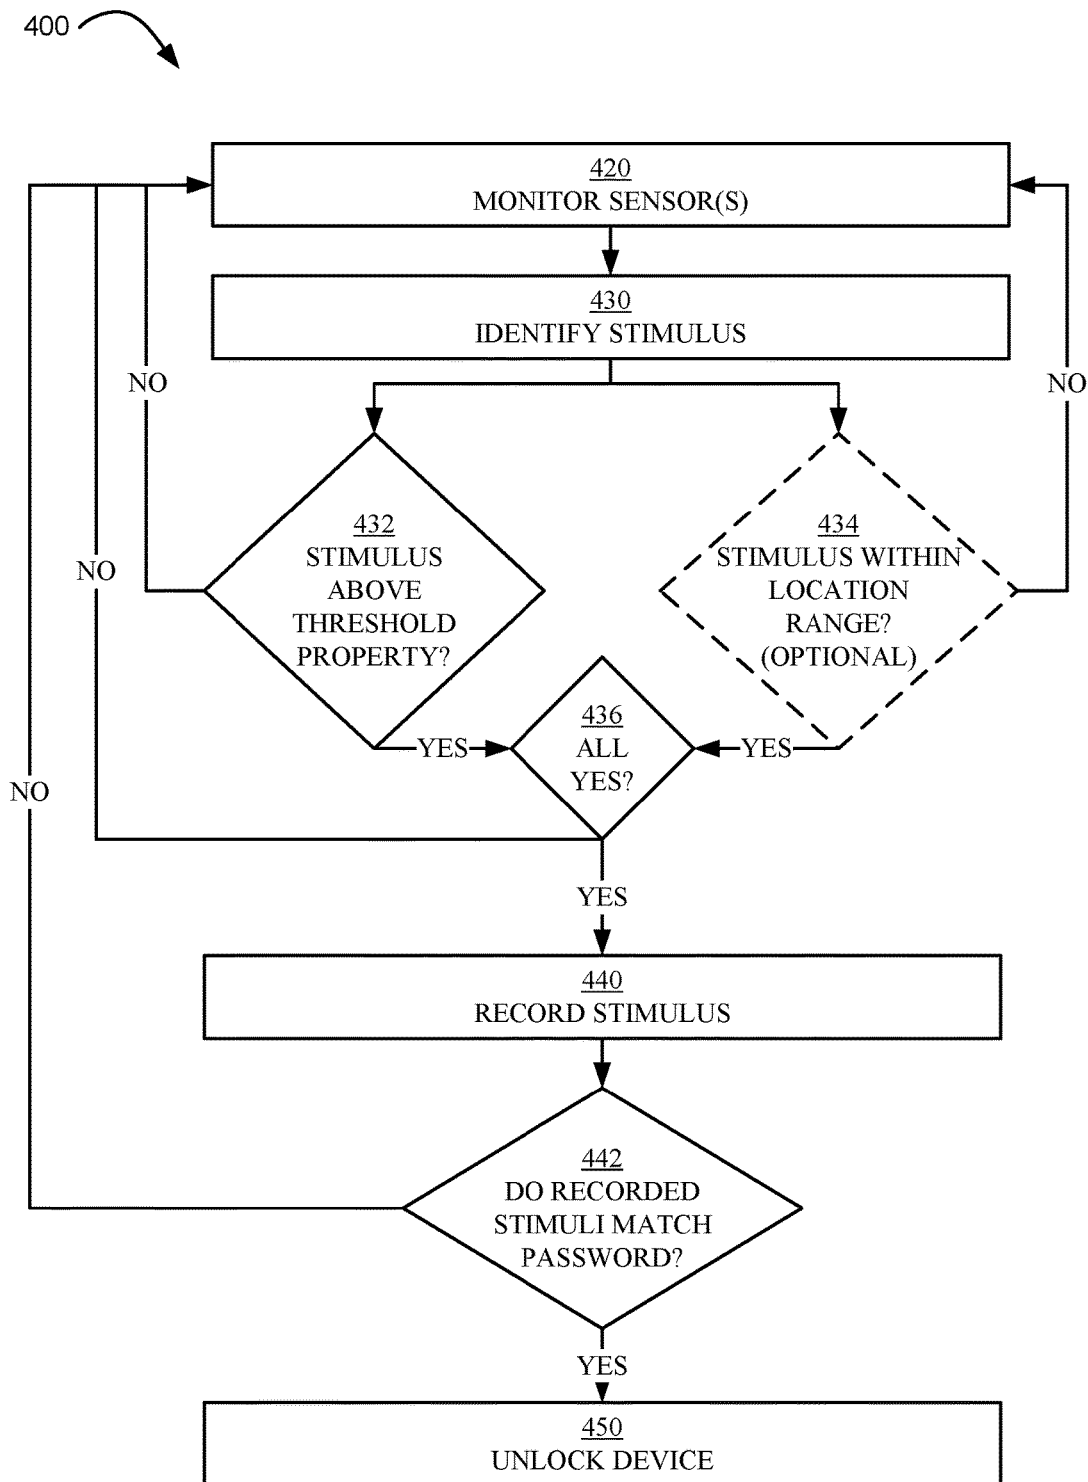 400
420
MONITOR SENSOR(S)
430
IDENTIFY STIMULUS
NO
NO
432
STIMULUS
ABOVE
THRESHOLD
PROPERTY?
434
STIMULUS WITHIN
LOCATION
RANGE?
(OPTIONAL)
NO
YES
436
ALL
YES?
YES
NO
YES
440
RECORD STIMULUS
442
DO RECORDED
STIMULI MATCH
PASSWORD?
YES
450
UNLOCK DEVICE